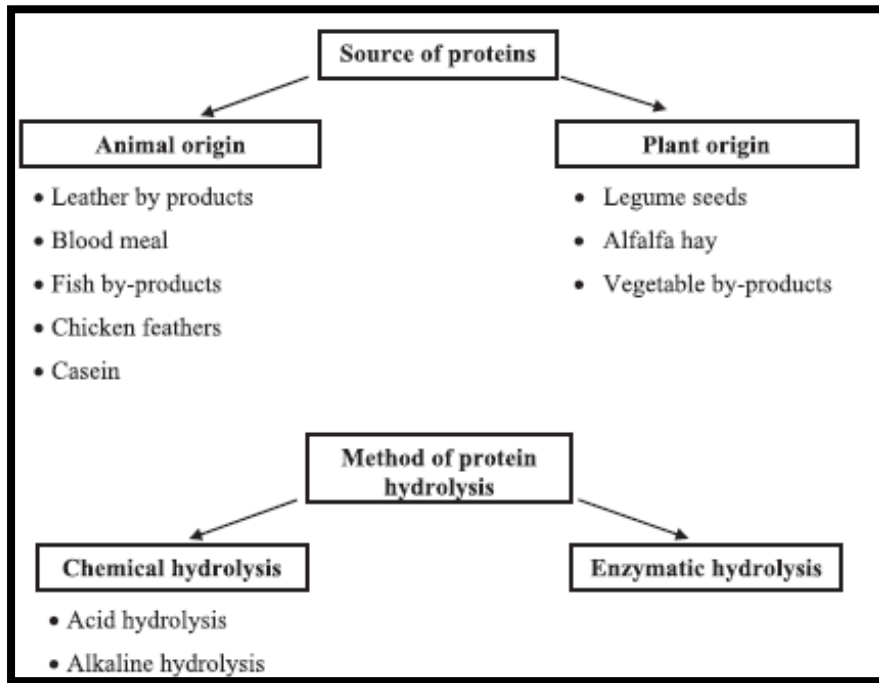 Source of proteins
Animal origin
• Leather by products
• Blood meal
• Fish by-products
• Chicken feathers
• Casein
Plant origin
• Legume seeds
• Alfalfa hay
• Vegetable by-products
Method of protein
hydrolysis
Chemical hydrolysis
• Acid hydrolysis
• Alkaline hydrolysis
Enzymatic hydrolysis